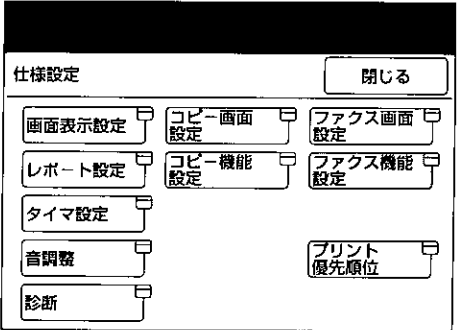 仕様設定
閉じる
画面表示設定
コピー画面
設定
ファクス画面
設定
レポート設定
コピー機能
設定
ファクス機能
設定
タイマ設定
音調整
プリント
優先順位
診断